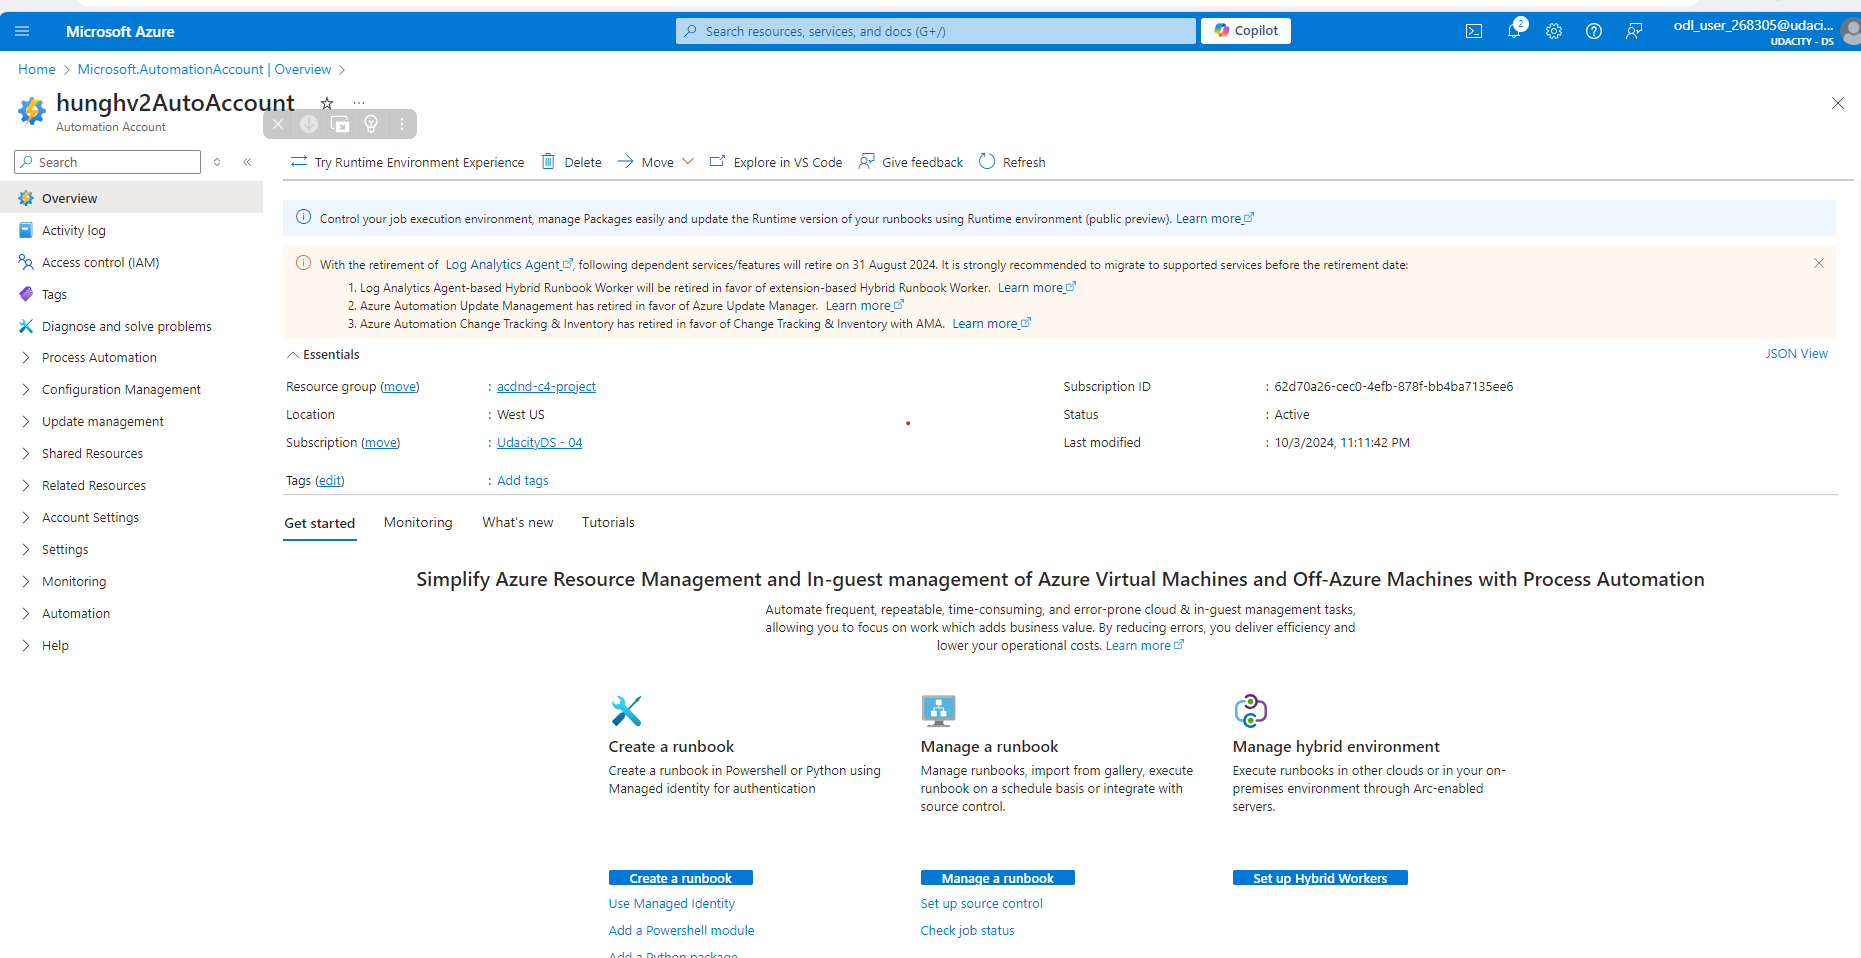 Microsoft Azure
Search resources, services, and docs (G+/)
Copilot
2
odl_user_268305@udaci...
UDACITY - DS
Home > Microsoft.AutomationAccount | Overview >
hunghv2AutoAccount
Automation Account
Search
Try Runtime Environment Experience
Delete
Move
Explore in VS Code
Give feedback
Refresh
Overview
Activity log
Access control (IAM)
Tags
Diagnose and solve problems
Process Automation
Configuration Management
Update management
Shared Resources
Related Resources
Account Settings
Settings
Monitoring
Automation
Help
Control your job execution environment, manage Packages easily and update the Runtime version of your runbooks using Runtime environment (public preview). Learn more
With the retirement of Log Analytics Agent, following dependent services/features will retire on 31 August 2024. It is strongly recommended to migrate to supported services before the retirement date:
1. Log Analytics Agent-based Hybrid Runbook Worker will be retired in favor of extension-based Hybrid Runbook Worker. Learn more
2. Azure Automation Update Management has retired in favor of Azure Update Manager. Learn more
3. Azure Automation Change Tracking & Inventory has retired in favor of Change Tracking & Inventory with AMA. Learn more
Essentials
JSON View
Resource group (move) : acdnd-c4-project
Location : West US
Subscription (move) : UdacityDS - 04
Subscription ID : 62d70a26-cec0-4efb-878f-bb4ba7135ee6
Status : Active
Last modified : 10/3/2024, 11:11:42 PM
Tags (edit) : Add tags
Get started
Monitoring
What's new
Tutorials
Simplify Azure Resource Management and In-guest management of Azure Virtual Machines and Off-Azure Machines with Process Automation
Automate frequent, repeatable, time-consuming, and error-prone cloud & in-guest management tasks,
allowing you to focus on work which adds business value. By reducing errors, you deliver efficiency and
lower your operational costs. Learn more
Create a runbook
Create a runbook in Powershell or Python using
Managed identity for authentication
Create a runbook
Use Managed Identity
Add a Powershell module
Add a Python package
Manage a runbook
Manage runbooks, import from gallery, execute
runbook on a schedule basis or integrate with
source control.
Manage a runbook
Set up source control
Check job status
Manage hybrid environment
Execute runbooks in other clouds or in your on-
premises environment through Arc-enabled
servers.
Set up Hybrid Workers